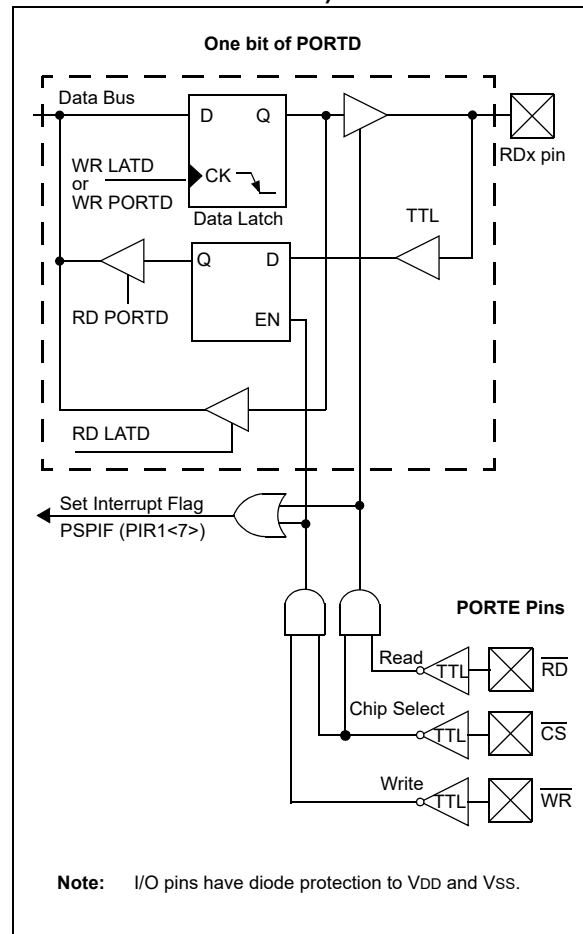 One bit of PORTD
Data Bus
D Q
RDx pin
WR LATD
or
WR PORTD
CK
Data Latch
TTL
Q D
RD PORTD
EN
RD LATD
Set Interrupt Flag
PSPIF (PIR1<7>)
PORTE Pins
Read
TTL
RD
Chip Select
TTL
CS
Write
TTL
WR
Note: I/O pins have diode protection to VDD and VSS.